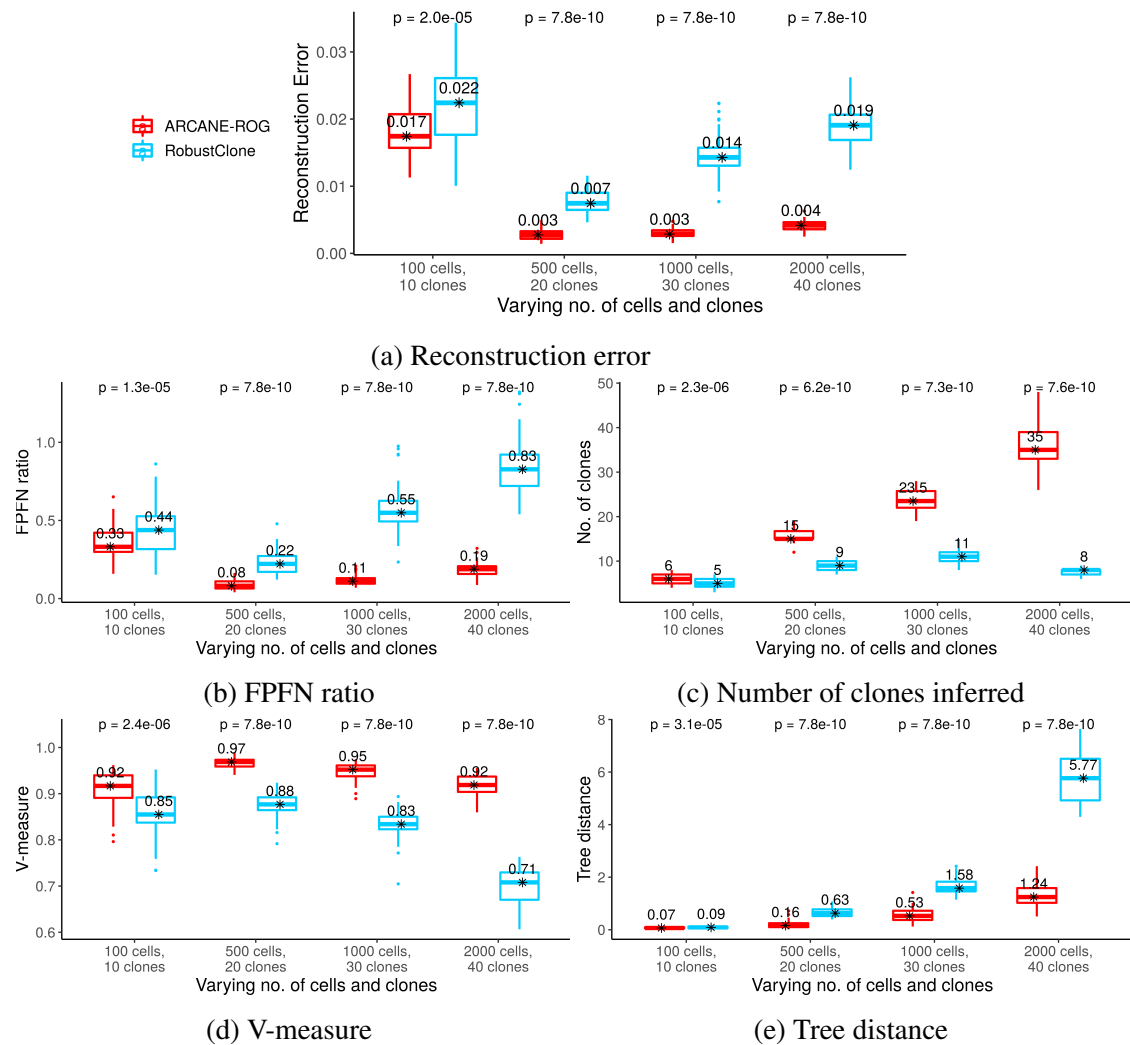 p = 2.0e-05 p = 7.8e-10 p = 7.8e-10 p = 7.8e-10
Reconstruction Error
0.03
0.02
0.01
0.00
ARCANE-ROG
RobustClone
0.017
0.022
0.003
0.007
0.003
0.014
0.004
0.019
100 cells, 500 cells, 1000 cells, 2000 cells,
10 clones 20 clones 30 clones 40 clones
Varying no. of cells and clones
(a) Reconstruction error
p = 1.3e-05 p = 7.8e-10 p = 7.8e-10 p = 7.8e-10
FPFN ratio
1.0
0.5
0.0
0.33
0.44
0.08
0.22
0.11
0.55
0.19
0.83
100 cells, 500 cells, 1000 cells, 2000 cells,
10 clones 20 clones 30 clones 40 clones
Varying no. of cells and clones
(b) FPFN ratio
p = 2.3e-06 p = 6.2e-10 p = 7.3e-10 p = 7.6e-10
No. of clones
50
40
30
20
10
6
5
15
9
23.5
11
35
8
100 cells, 500 cells, 1000 cells, 2000 cells,
10 clones 20 clones 30 clones 40 clones
Varying no. of cells and clones
(c) Number of clones inferred
p = 2.4e-06 p = 7.8e-10 p = 7.8e-10 p = 7.8e-10
V-measure
1.0
0.9
0.8
0.7
0.6
0.92
0.85
0.97
0.88
0.95
0.83
0.92
0.71
100 cells, 500 cells, 1000 cells, 2000 cells,
10 clones 20 clones 30 clones 40 clones
Varying no. of cells and clones
(d) V-measure
p = 3.1e-05 p = 7.8e-10 p = 7.8e-10 p = 7.8e-10
Tree distance
8
6
4
2
0
0.07
0.09
0.16
0.63
0.53
1.58
1.24
5.77
100 cells, 500 cells, 1000 cells, 2000 cells,
10 clones 20 clones 30 clones 40 clones
Varying no. of cells and clones
(e) Tree distance